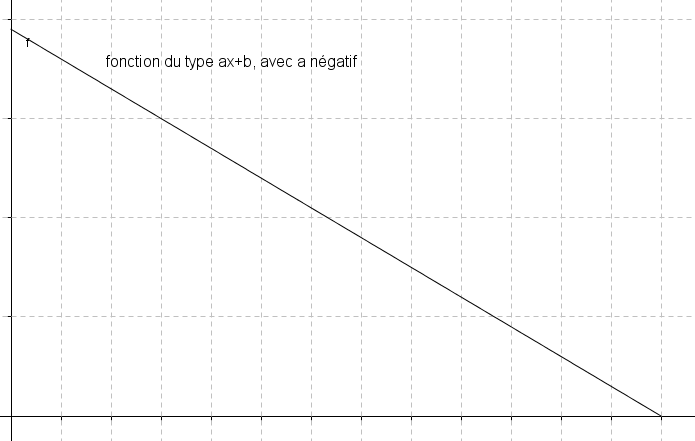 f
fonction du type ax+b, avec a négatif